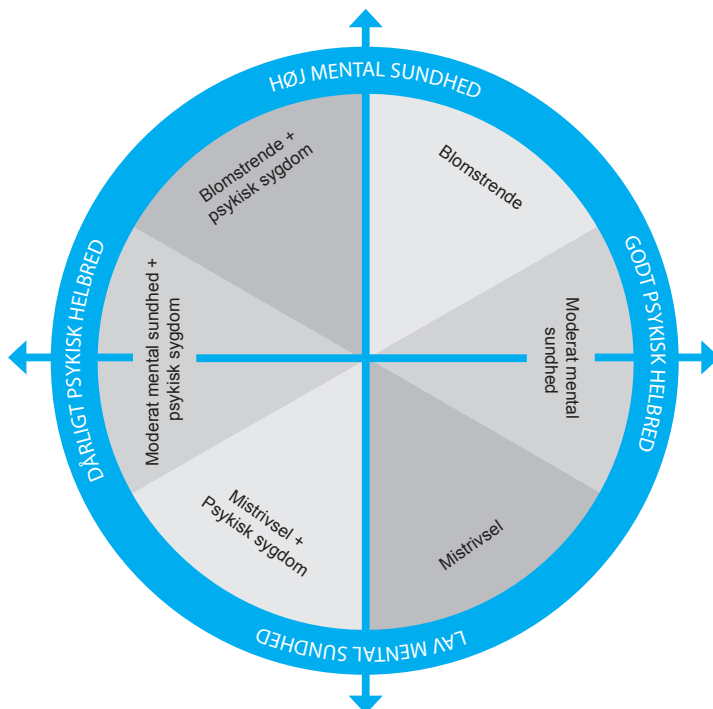 HØJ MENTAL SUNDHED
Blomstrende +
psykisk sygdom
Blomstrende
DÅRLIGT PSYKISK HELBRED
Moderat mental sundhed +
psykisk sygdom
Moderat mental
sundhed
GODT PSYKISK HELBRED
Mistrivsel +
Psykisk sygdom
Mistrivsel
LAV MENTAL SUNDHED